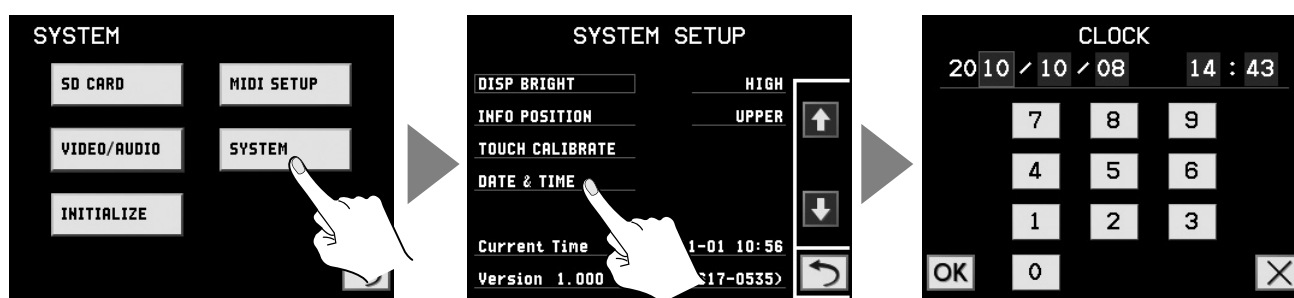 SYSTEM
SD CARD MIDI SETUP
VIDEO/AUDIO SYSTEM
INITIALIZE
SYSTEM SETUP
DISP BRIGHT HIGH
INFO POSITION UPPER
TOUCH CALIBRATE
DATE & TIME
Current Time 1-01 10:56
Version 1.000 17-0535)
CLOCK
2010 / 10 / 08 14 : 43
7 8 9
4 5 6
1 2 3
OK 0